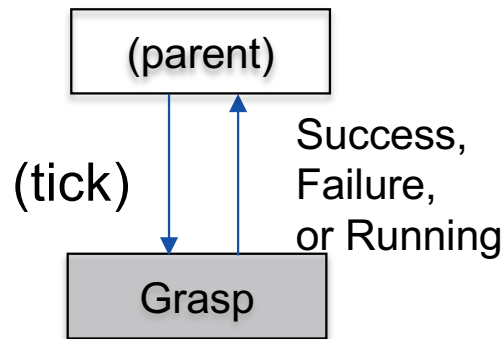 (parent)
(tick)
Success,
Failure,
or Running
Grasp